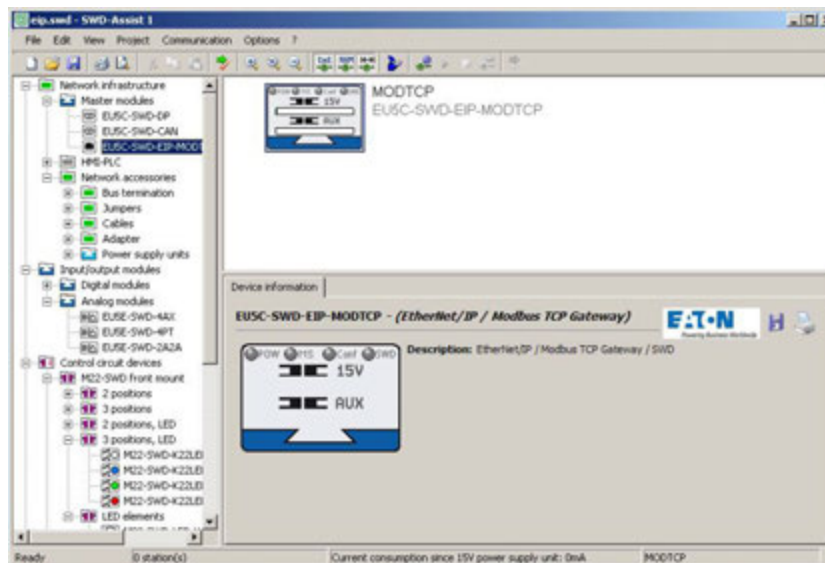 eip.swd - SWD-Assist 1
File Edit View Project Communication Options ?
Network infrastructure
Master modules
EU5C-SWD-DP
EU5C-SWD-CAN
EU5C-SWD-EIP-MODT
HMS-PLC
Network accessories
Bus termination
Jumpers
Cables
Adapter
Power supply units
Input/output modules
Digital modules
Analog modules
EU5E-SWD-4AX
EU5E-SWD-4PT
EU5E-SWD-2A2A
Control circuit devices
M22-SWD front mount
2 positions
3 positions
2 positions, LED
3 positions, LED
M22-SWD-K22LE
M22-SWD-K22LE
M22-SWD-K22LE
M22-SWD-K22LE
LED elements
15V
AUX
MODTCP
EU5C-SWD-EIP-MODTCP
Device information
EU5C-SWD-EIP-MODTCP - (EtherNet/IP / Modbus TCP Gateway)
EATON
Powering Business Worldwide
POW MS Conf SWD
15V
AUX
Description: EtherNet/IP / Modbus TCP Gateway / SWD
Ready 0 station(s) Current consumption since 15V power supply unit: 0mA MODTCP